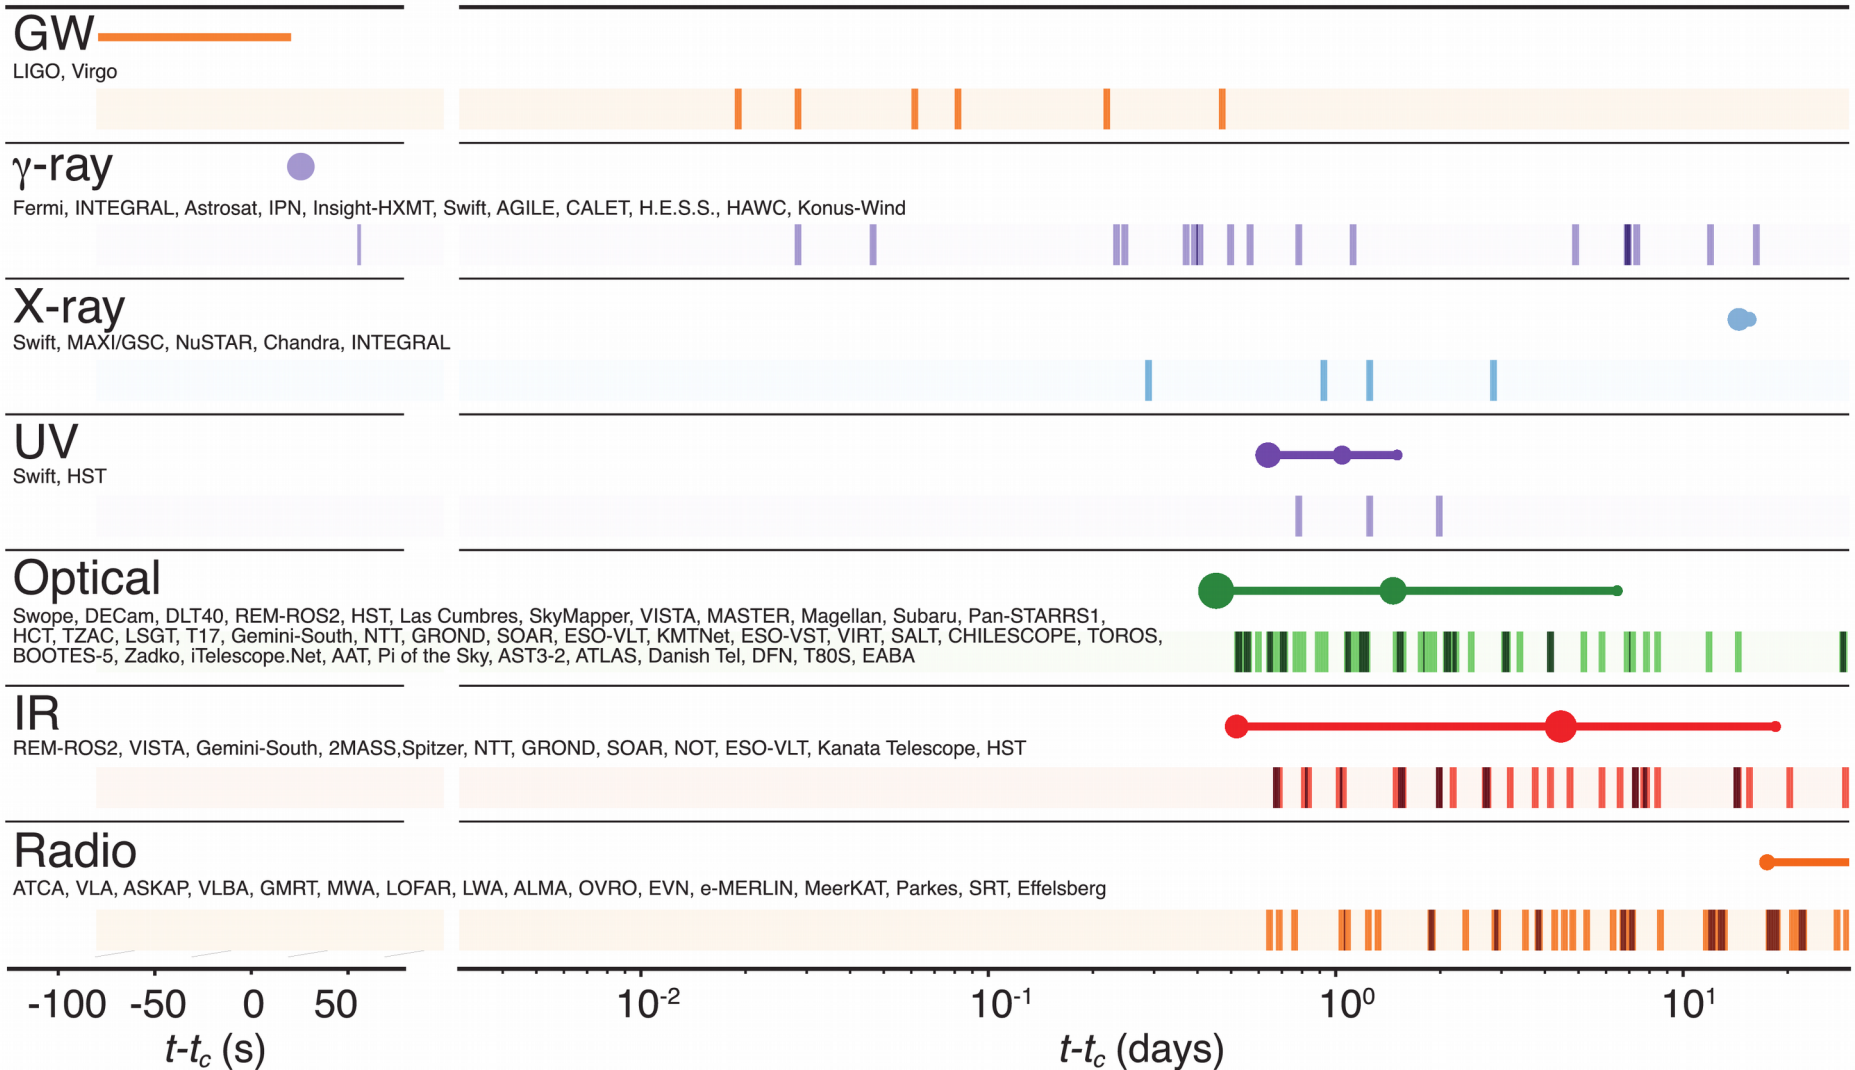 GW
LIGO, Virgo
γ-ray
Fermi, INTEGRAL, Astrosat, IPN, Insight-HXMT, Swift, AGILE, CALET, H.E.S.S., HAWC, Konus-Wind
X-ray
Swift, MAXI/GSC, NuSTAR, Chandra, INTEGRAL
UV
Swift, HST
Optical
Swope, DECam, DLT40, REM-ROS2, HST, Las Cumbres, SkyMapper, VISTA, MASTER, Magellan, Subaru, Pan-STARRS1,
HCT, TZAC, LSGT, T17, Gemini-South, NTT, GROND, SOAR, ESO-VLT, KMTNet, ESO-VST, VIRT, SALT, CHILESCOPE, TOROS,
BOOTES-5, Zadko, iTelescope.Net, AAT, Pi of the Sky, AST3-2, ATLAS, Danish Tel, DFN, T80S, EABA
IR
REM-ROS2, VISTA, Gemini-South, 2MASS,Spitzer, NTT, GROND, SOAR, NOT, ESO-VLT, Kanata Telescope, HST
Radio
ATCA, VLA, ASKAP, VLBA, GMRT, MWA, LOFAR, LWA, ALMA, OVRO, EVN, e-MERLIN, MeerKAT, Parkes, SRT, Effelsberg
-100 -50 0 50 10⁻² 10⁻¹ 10⁰ 10¹
t-t_c (s) t-t_c (days)